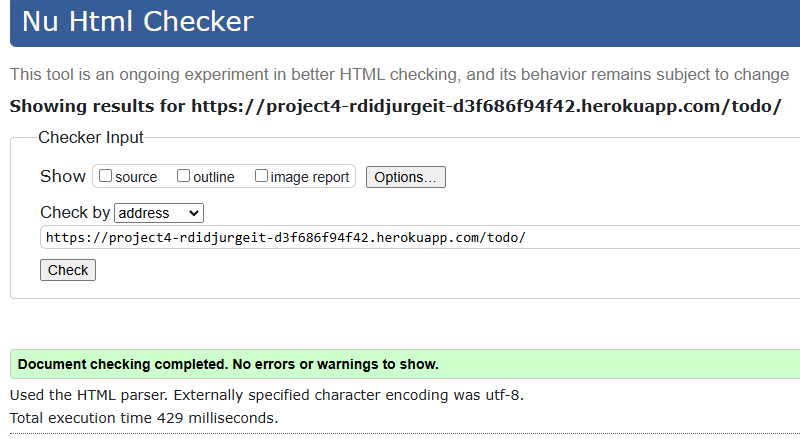 Nu Html Checker
This tool is an ongoing experiment in better HTML checking, and its behavior remains subject to change
Showing results for https://project4-rdidjurgeit-d3f686f94f42.herokuapp.com/todo/
Checker Input
Show source outline image report Options...
Check by address
https://project4-rdidjurgeit-d3f686f94f42.herokuapp.com/todo/
Check
Document checking completed. No errors or warnings to show.
Used the HTML parser. Externally specified character encoding was utf-8.
Total execution time 429 milliseconds.